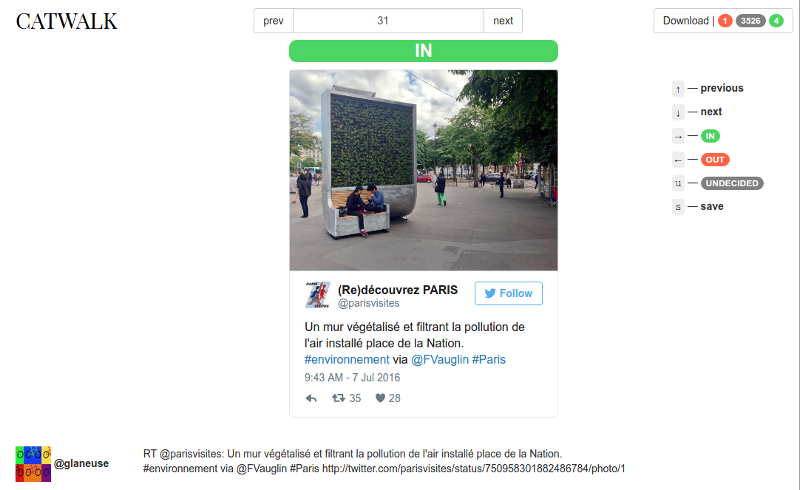 CATWALK
prev 31 next
Download | 1 3526 4
IN
↑ — previous
↓ — next
→ — IN
← — OUT
u — UNDECIDED
s — save
(Re)découvrez PARIS
@parisvisites
Follow
Un mur végétalisé et filtrant la pollution de
l'air installé place de la Nation.
#environnement via @FVauglin #Paris
9:43 AM - 7 Jul 2016
35 28
@glaneuse
RT @parisvisites: Un mur végétalisé et filtrant la pollution de l'air installé place de la Nation.
#environnement via @FVauglin #Paris http://twitter.com/parisvisites/status/750958301882486784/photo/1